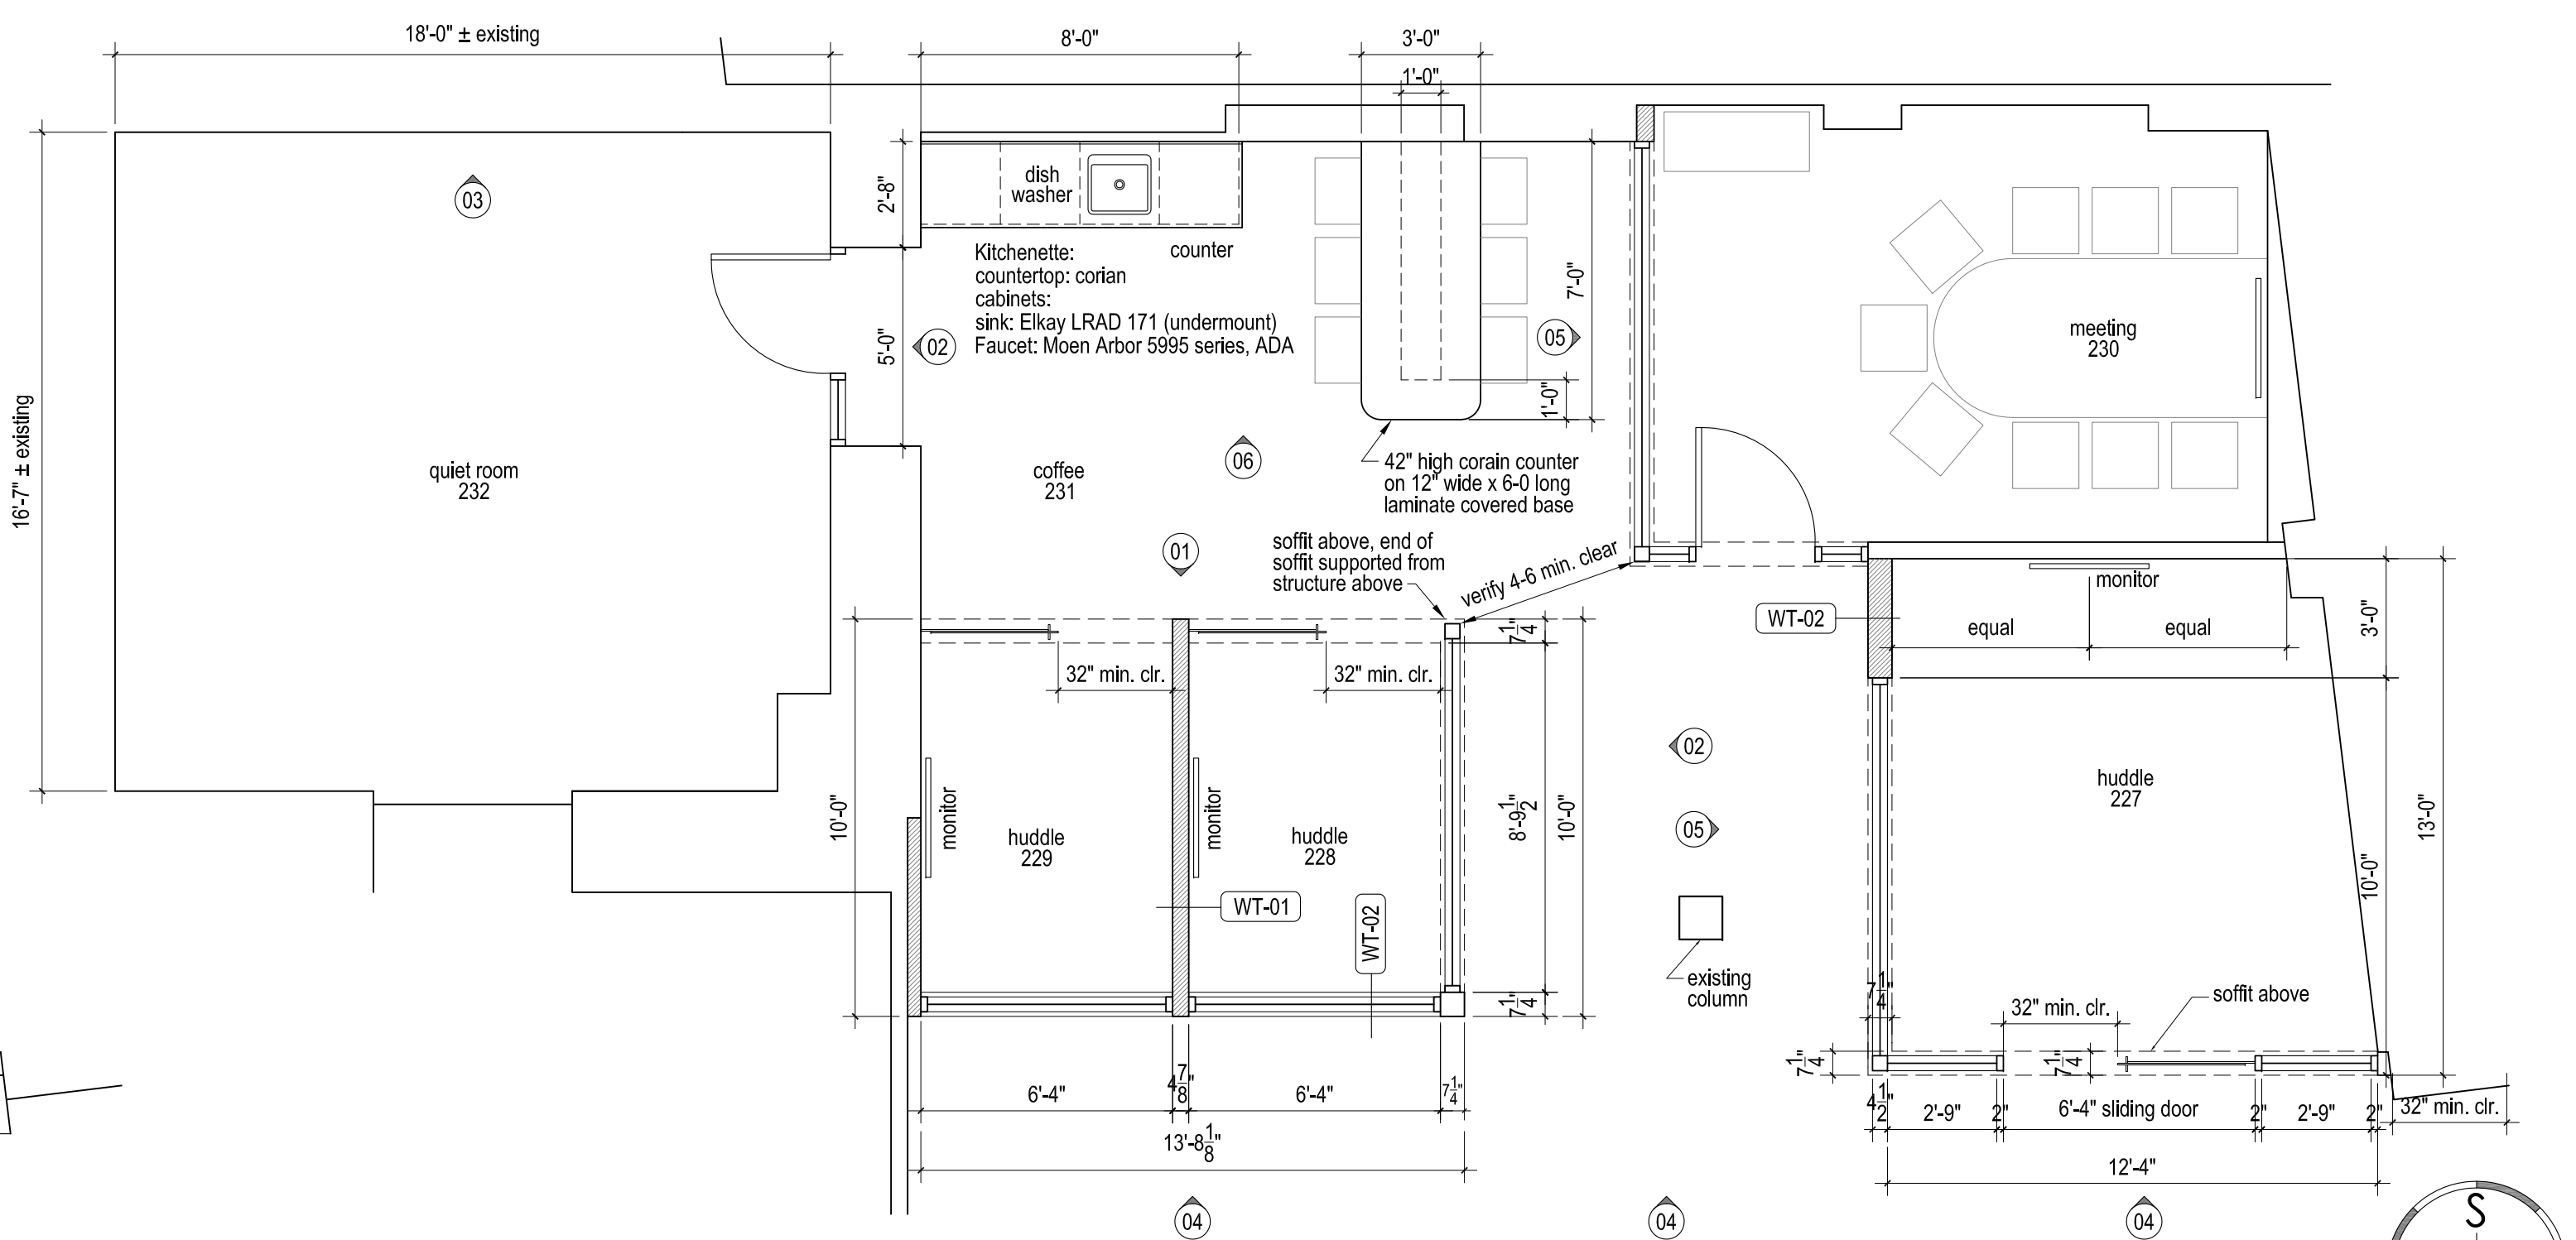 18'-0" ± existing
8'-0"
3'-0"
1'-0"
16'-7" ± existing
03
2'-8"
dish
washer
counter
Kitchenette:
countertop: corian
cabinets:
sink: Elkay LRAD 171 (undermount)
Faucet: Moen Arbor 5995 series, ADA
5'-0"
02
7'-0"
05
1'-0"
meeting
230
quiet room
232
coffee
231
06
42" high corain counter
on 12" wide x 6-0 long
laminate covered base
01
soffit above, end of
soffit supported from
structure above
verify 4-6 min. clear
WT-02
monitor
equal
equal
3'-0"
7 1/4"
32" min. clr.
32" min. clr.
10'-0"
monitor
monitor
huddle
229
huddle
228
8'-9 1/2"
10'-0"
02
05
huddle
227
13'-0"
10'-0"
WT-01
WT-02
existing
column
7 1/4"
7 1/4"
32" min. clr.
soffit above
7 1/4"
7 1/4"
6'-4"
4 7/8"
6'-4"
7 1/4"
4 1/2"
2'-9"
2"
6'-4" sliding door
2"
2'-9"
2"
32" min. clr.
13'-8 1/8"
12'-4"
04
04
04
S